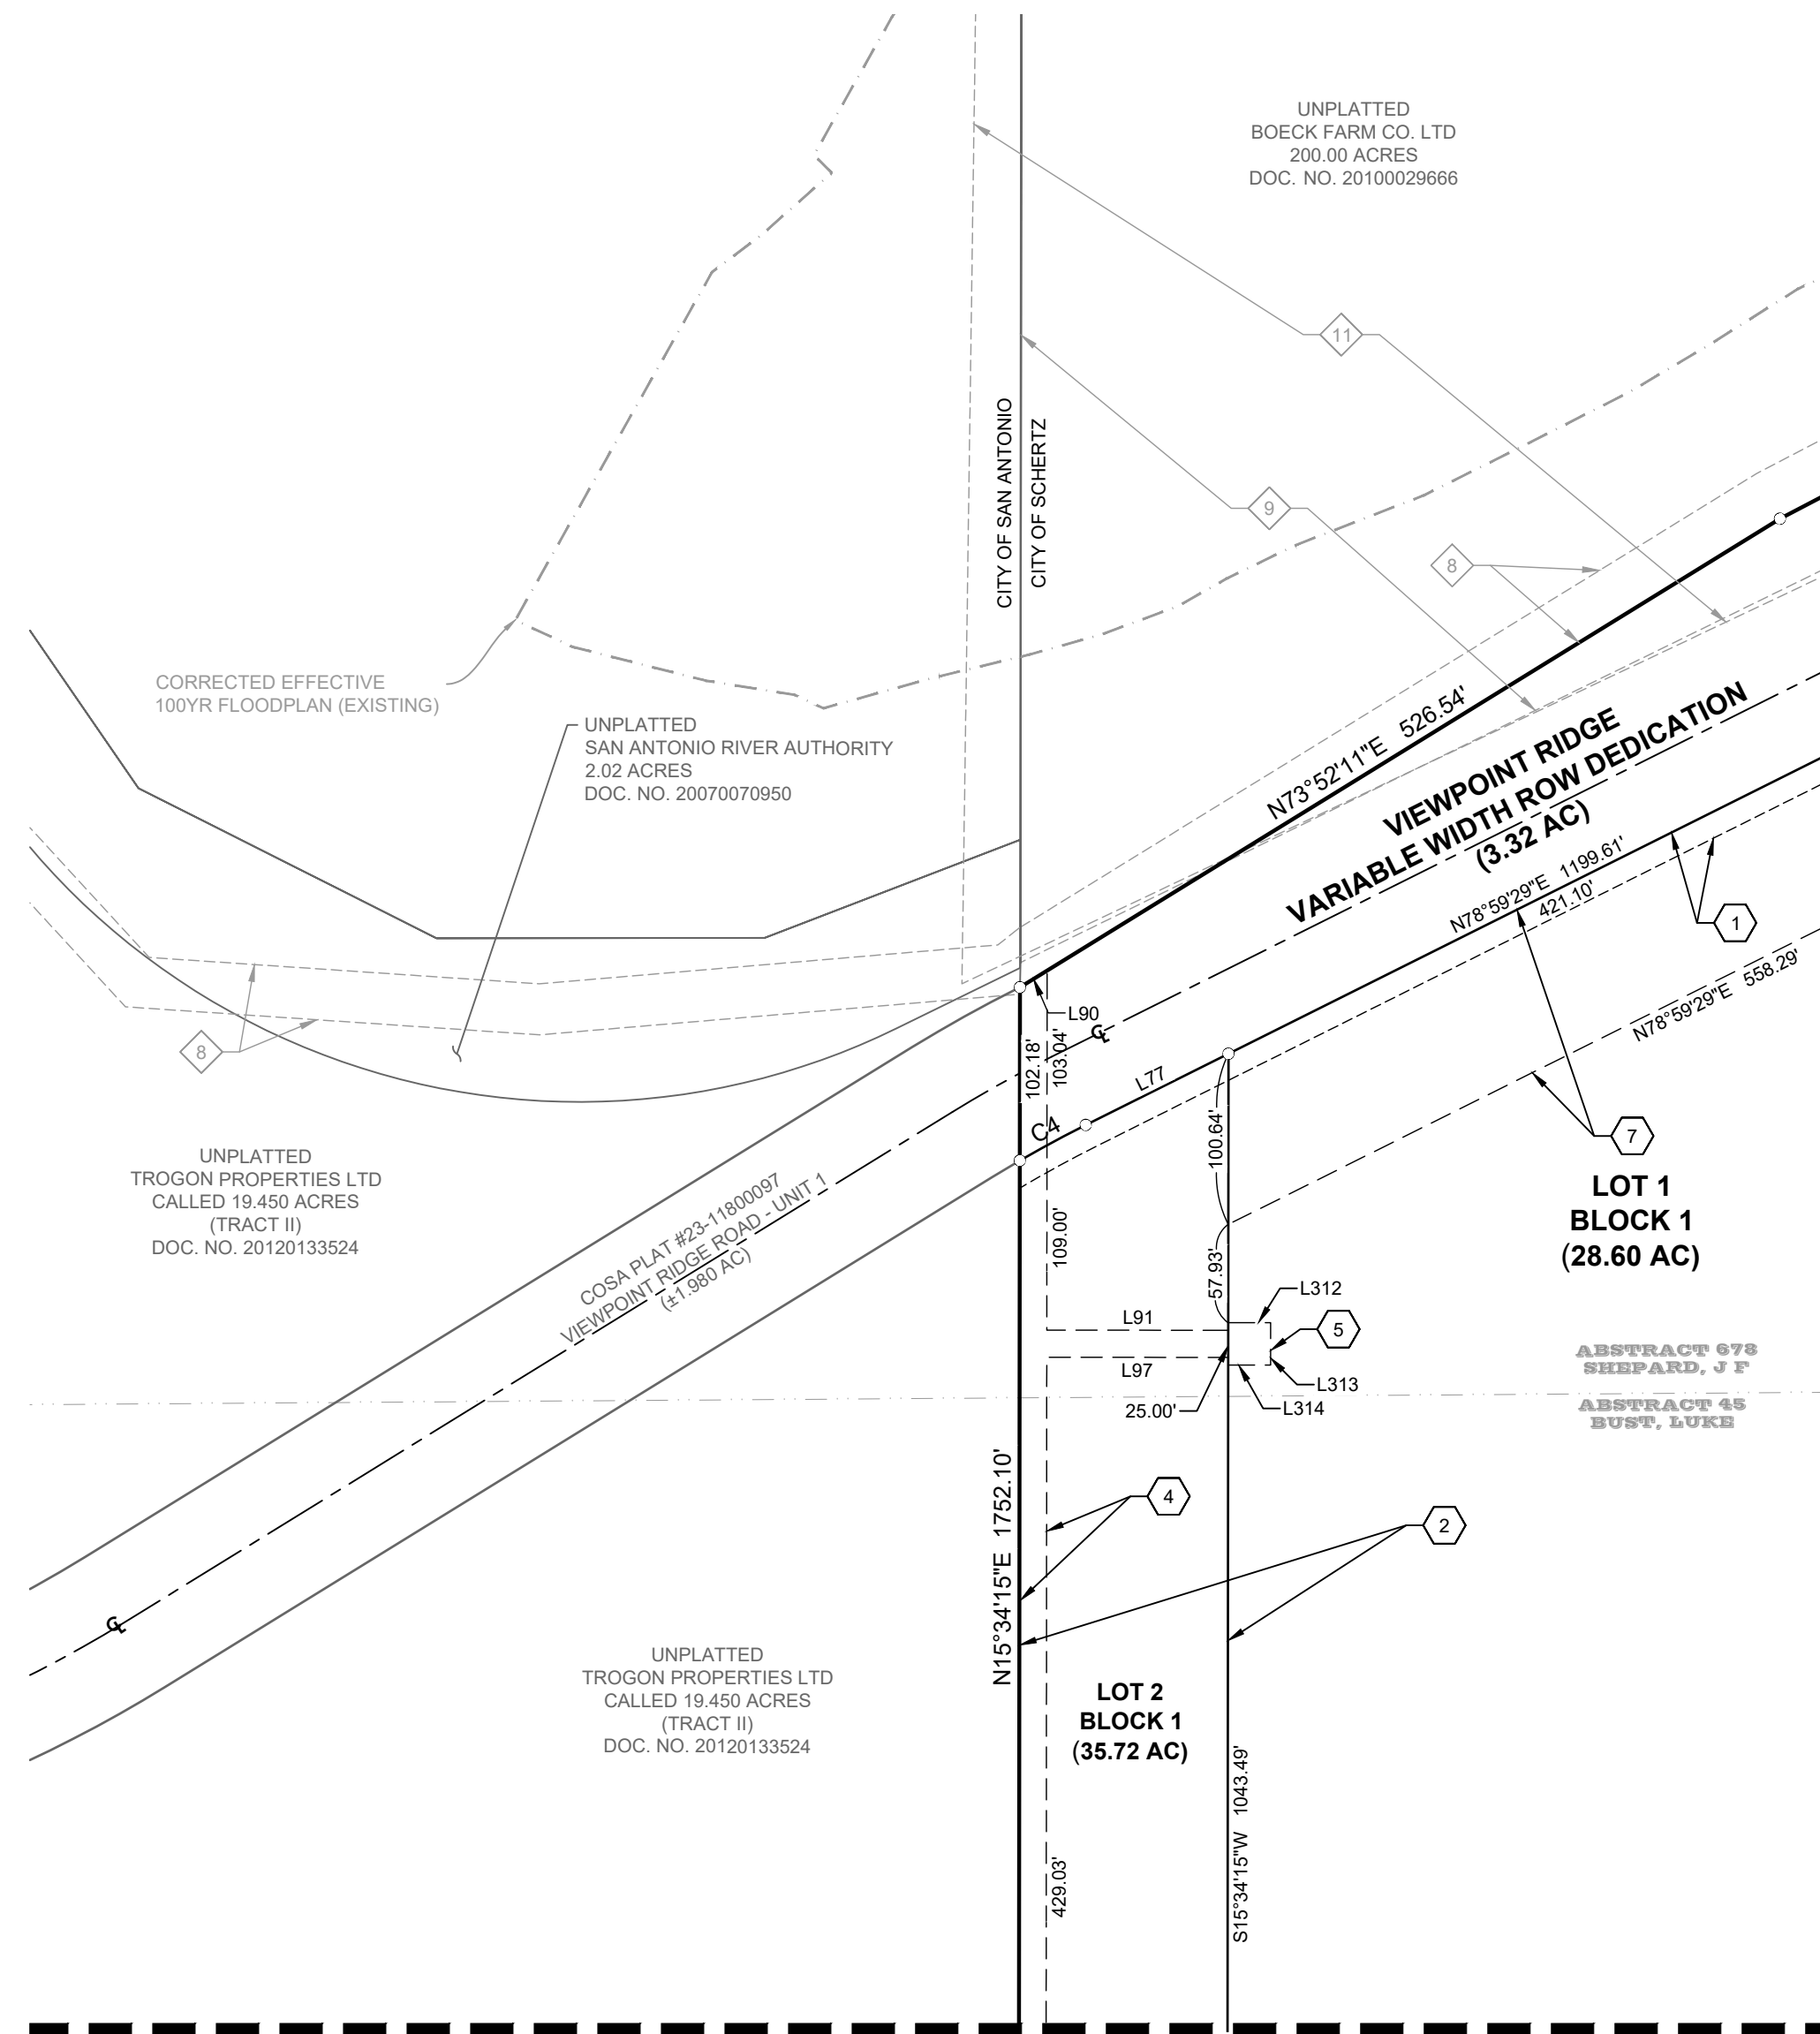 UNPLATTED
BOECK FARM CO. LTD
200.00 ACRES
DOC. NO. 20100029666
11
CITY OF SAN ANTONIO
CITY OF SCHERTZ
9
8
CORRECTED EFFECTIVE
100YR FLOODPLAN (EXISTING)
UNPLATTED
SAN ANTONIO RIVER AUTHORITY
2.02 ACRES
DOC. NO. 20070070950
N73°52'11"E 526.54'
VIEWPOINT RIDGE
VARIABLE WIDTH ROW DEDICATION
(3.32 AC)
N78°59'29"E 1199.61'
421.10'
1
N78°59'29"E 558.29'
L90
℄
102.18'
103.04'
8
L77
C4
100.64'
7
UNPLATTED
TROGON PROPERTIES LTD
CALLED 19.450 ACRES
(TRACT II)
DOC. NO. 20120133524
COSA PLAT #23-11800097
VIEWPOINT RIDGE ROAD - UNIT 1
(±1.980 AC)
109.00'
57.93'
LOT 1
BLOCK 1
(28.60 AC)
L312
L91
5
L97
L313
25.00'
L314
ABSTRACT 678
SHEPARD, J F
ABSTRACT 45
BUST, LUKE
N15°34'15"E 1752.10'
4
2
℄
UNPLATTED
TROGON PROPERTIES LTD
CALLED 19.450 ACRES
(TRACT II)
DOC. NO. 20120133524
LOT 2
BLOCK 1
(35.72 AC)
S15°34'15"W 1043.49'
429.03'